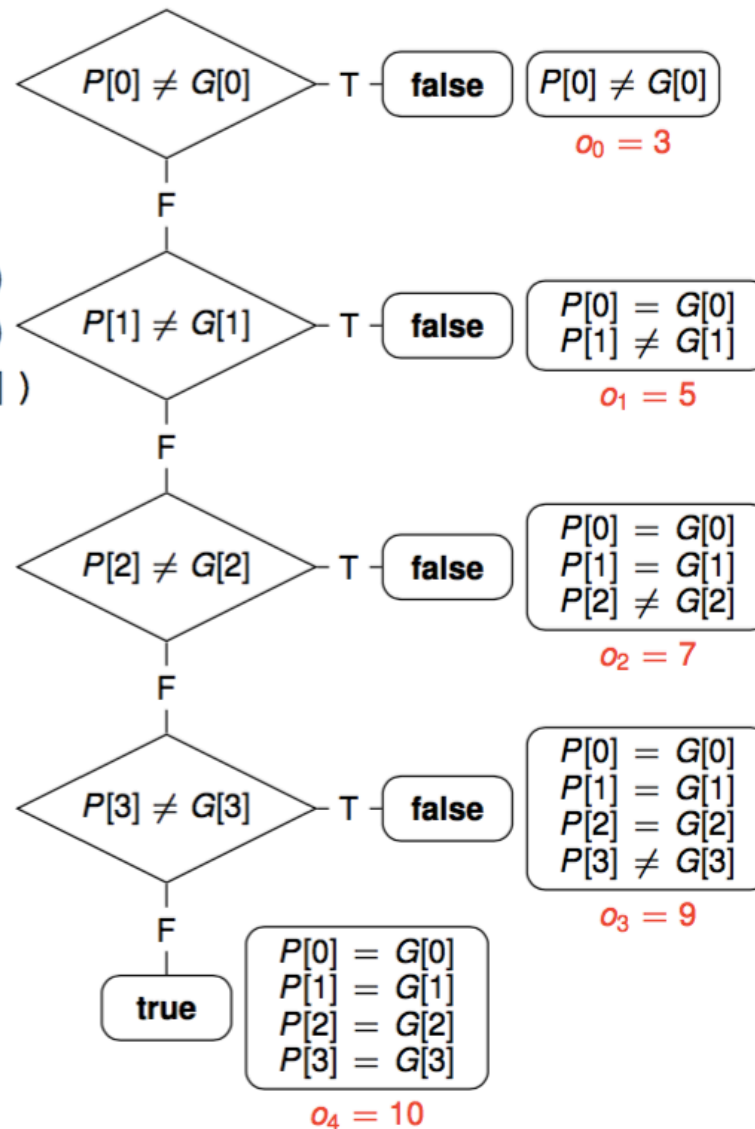 P[0] ≠ G[0] T false P[0] ≠ G[0]
o₀ = 3
F
)
P[1] ≠ G[1] T false P[0] = G[0]
P[1] ≠ G[1]
)
])
o₁ = 5
F
P[2] ≠ G[2] T false P[0] = G[0]
P[1] = G[1]
P[2] ≠ G[2]
o₂ = 7
F
P[3] ≠ G[3] T false P[0] = G[0]
P[1] = G[1]
P[2] = G[2]
P[3] ≠ G[3]
o₃ = 9
F
true
P[0] = G[0]
P[1] = G[1]
P[2] = G[2]
P[3] = G[3]
o₄ = 10